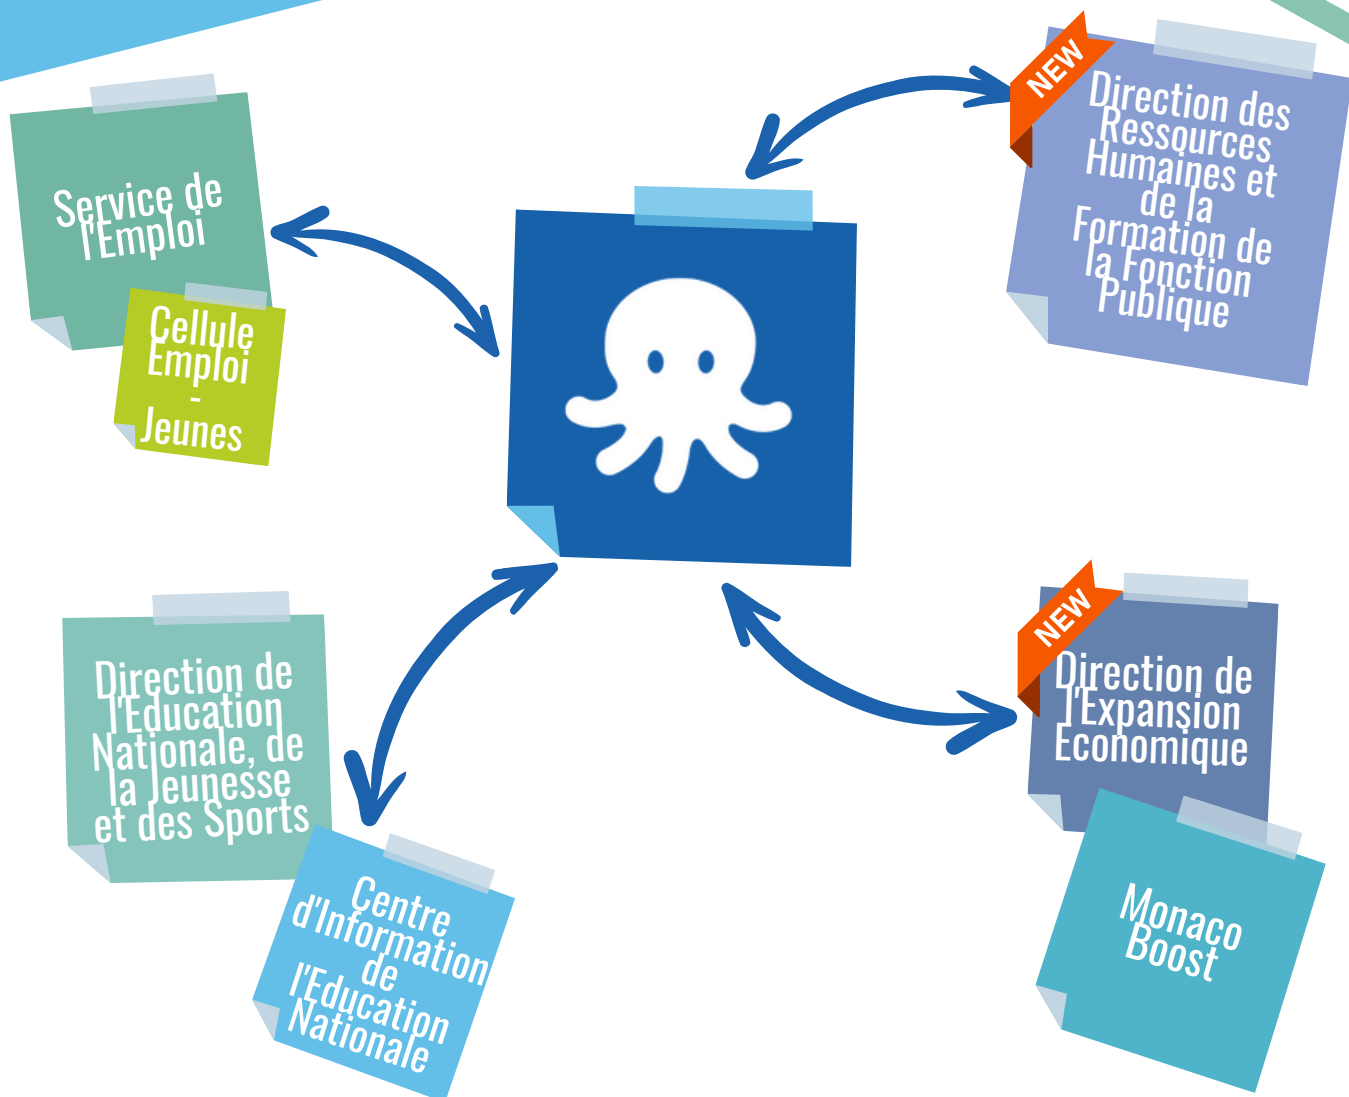 Service de
l'Emploi
Cellule
Emploi
-
Jeunes
NEW
Direction des
Ressources
Humaines et
de la
Formation de
la Fonction
Publique
Direction de
l'Education
Nationale, de
la Jeunesse
et des Sports
Centre
d'Information
de
l'Education
Nationale
NEW
Direction de
l'Expansion
Economique
Monaco
Boost